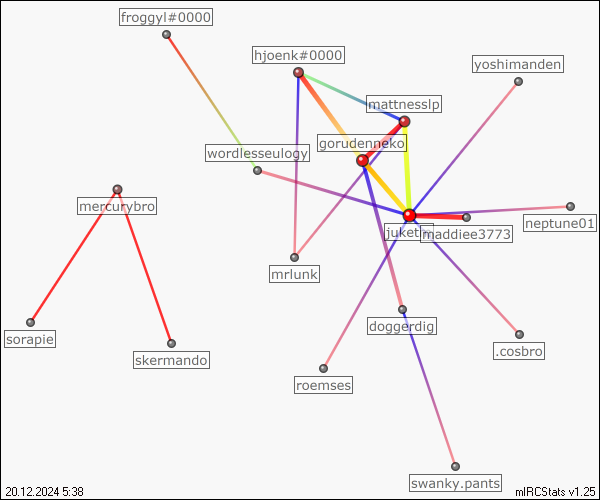 froggyl#0000
hjoenk#0000
yoshimanden
mattnesslp
gorudenneko
wordlesseulogy
mercurybro
neptune01
maddiee3773
mrlunk
doggerdig
sorapie
skermando
.cosbro
roemses
swanky.pants
20.12.2024 5:38
mIRCStats v1.25